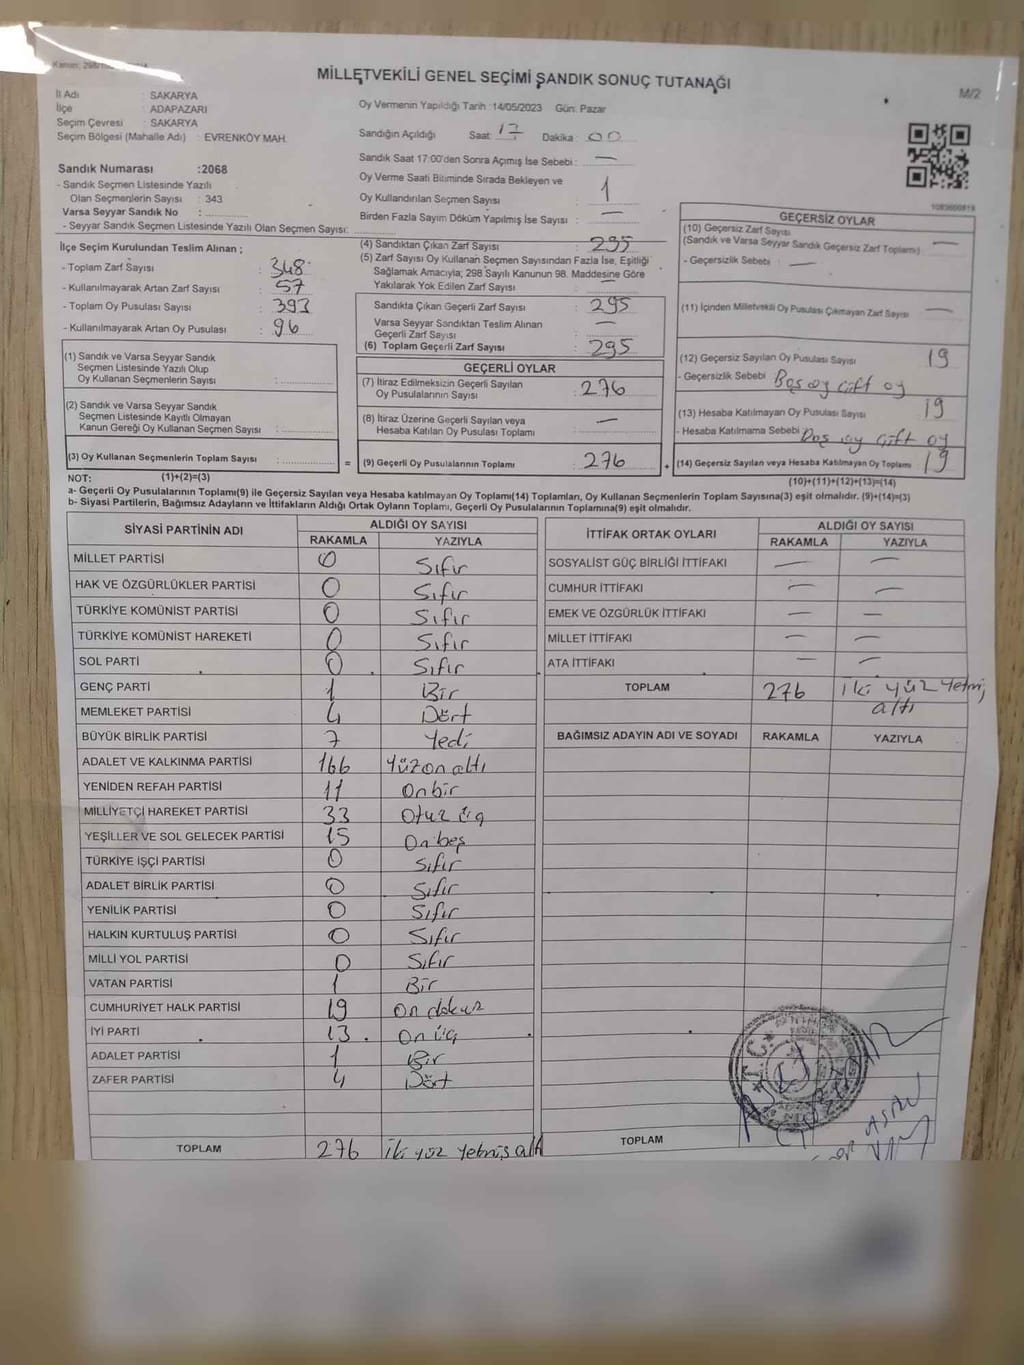 MİLLETVEKİLİ GENEL SEÇİMİ SANDIK SONUÇ TUTANAĞI
M/2
İl Adı : SAKARYA
İlçe : ADAPAZARI
Seçim Çevresi : SAKARYA
Seçim Bölgesi (Mahalle Adı) : EVRENKÖY MAH.
Oy Vermenin Yapıldığı Tarih :14/05/2023 Gün: Pazar
Sandığın Açıldığı Saat: 17 Dakika : 00
Sandık Saat 17:00'den Sonra Açımış İse Sebebi : —
Oy Verme Saati Bitiminde Sırada Bekleyen ve
Oy Kullandırılan Seçmen Sayısı : 1
Birden Fazla Sayım Döküm Yapılmış İse Sayısı : —
Sandık Numarası :2068
- Sandık Seçmen Listesinde Yazılı
Olan Seçmenlerin Sayısı : 343
Varsa Seyyar Sandık No :
- Seyyar Sandık Seçmen Listesinde Yazılı Olan Seçmen Sayısı:
İlçe Seçim Kurulundan Teslim Alınan ;
- Toplam Zarf Sayısı : 348
- Kullanılmayarak Artan Zarf Sayısı : 57
- Toplam Oy Pusulası Sayısı : 393
- Kullanılmayarak Artan Oy Pusulası : 96
(4) Sandıktan Çıkan Zarf Sayısı : 295
(5) Zarf Sayısı Oy Kullanan Seçmen Sayısından Fazla İse, Eşitliği
Sağlamak Amacıyla; 298 Sayılı Kanunun 98. Maddesine Göre
Yakılarak Yok Edilen Zarf Sayısı : —
Sandıkta Çıkan Geçerli Zarf Sayısı : 295
Varsa Seyyar Sandıktan Teslim Alınan
Geçerli Zarf Sayısı : —
(6) Toplam Geçerli Zarf Sayısı : 295
GEÇERSİZ OYLAR
(10) Geçersiz Zarf Sayısı
(Sandık ve Varsa Seyyar Sandık Geçersiz Zarf Toplamı) —
- Geçersizlik Sebebi : —
(11) İçinden Milletvekili Oy Pusulası Çıkmayan Zarf Sayısı —
(12) Geçersiz Sayılan Oy Pusulası Sayısı 19
- Geçersizlik Sebebi Boş oy çift oy
(13) Hesaba Katılmayan Oy Pusulası Sayısı 19
- Hesaba Katılmama Sebebi Boş oy çift oy
(14) Geçersiz Sayılan veya Hesaba Katılmayan Oy Toplamı 19
(10)+(11)+(12)+(13)=(14)
(1) Sandık ve Varsa Seyyar Sandık
Seçmen Listesinde Yazılı Olup
Oy Kullanan Seçmenlerin Sayısı :
(2) Sandık ve Varsa Seyyar Sandık
Seçmen Listesinde Kayıtlı Olmayan
Kanun Gereği Oy Kullanan Seçmen Sayısı :
(3) Oy Kullanan Seçmenlerin Toplam Sayısı :
(1)+(2)=(3)
GEÇERLİ OYLAR
(7) İtiraz Edilmeksizin Geçerli Sayılan
Oy Pusulalarının Sayısı : 276
(8) İtiraz Üzerine Geçerli Sayılan veya
Hesaba Katılan Oy Pusulası Toplamı : —
= (9) Geçerli Oy Pusulalarının Toplamı : 276 +
NOT:
a- Geçerli Oy Pusulalarının Toplamı(9) ile Geçersiz Sayılan veya Hesaba katılmayan Oy Toplamı(14) Toplamları, Oy Kullanan Seçmenlerin Toplam Sayısına(3) eşit olmalıdır. (9)+(14)=(3)
b- Siyasi Partilerin, Bağımsız Adayların ve İttifakların Aldığı Ortak Oyların Toplamı, Geçerli Oy Pusulalarının Toplamına(9) eşit olmalıdır.
SİYASİ PARTİNİN ADI ALDIĞI OY SAYISI
RAKAMLA YAZIYLA
MİLLET PARTİSİ 0 Sıfır
HAK VE ÖZGÜRLÜKLER PARTİSİ 0 Sıfır
TÜRKİYE KOMÜNİST PARTİSİ 0 Sıfır
TÜRKİYE KOMÜNİST HAREKETİ 0 Sıfır
SOL PARTİ 0 Sıfır
GENÇ PARTİ 1 Bir
MEMLEKET PARTİSİ 4 Dört
BÜYÜK BİRLİK PARTİSİ 7 Yedi
ADALET VE KALKINMA PARTİSİ 166 Yüz on altı
YENİDEN REFAH PARTİSİ 11 On bir
MİLLİYETÇİ HAREKET PARTİSİ 33 Otuz üç
YEŞİLLER VE SOL GELECEK PARTİSİ 15 On beş
TÜRKİYE İŞÇİ PARTİSİ 0 Sıfır
ADALET BİRLİK PARTİSİ 0 Sıfır
YENİLİK PARTİSİ 0 Sıfır
HALKIN KURTULUŞ PARTİSİ 0 Sıfır
MİLLİ YOL PARTİSİ 0 Sıfır
VATAN PARTİSİ 1 Bir
CUMHURİYET HALK PARTİSİ 19 On dokuz
İYİ PARTİ 13 On üç
ADALET PARTİSİ 1 Bir
ZAFER PARTİSİ 4 Dört
TOPLAM 276 İki yüz yetmiş altı
İTTİFAK ORTAK OYLARI ALDIĞI OY SAYISI
RAKAMLA YAZIYLA
SOSYALİST GÜÇ BİRLİĞİ İTTİFAKI — —
CUMHUR İTTİFAKI — —
EMEK VE ÖZGÜRLÜK İTTİFAKI — —
MİLLET İTTİFAKI — —
ATA İTTİFAKI — —
TOPLAM 276 İki yüz yetmiş
altı
BAĞIMSIZ ADAYIN ADI VE SOYADI RAKAMLA YAZIYLA
T.C.
TOPLAM